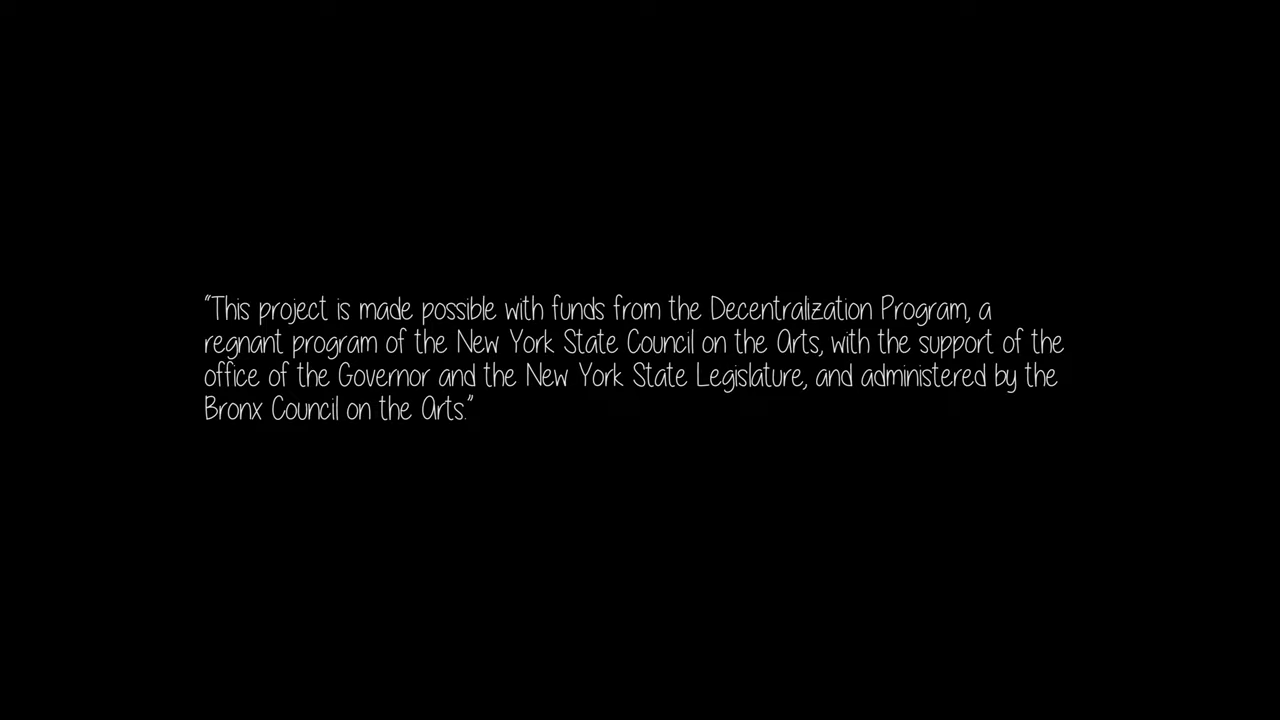 "This project is made possible with funds from the Decentralization Program, a
regnant program of the New York State Council on the Arts, with the support of the
office of the Governor and the New York State Legislature, and administered by the
Bronx Council on the Arts."